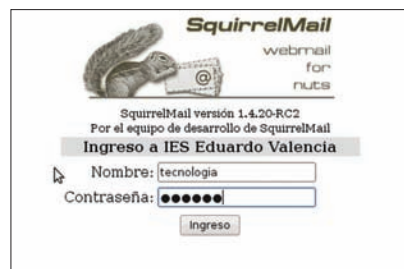 SquirrelMail
webmail
for
nuts
@
SquirrelMail versión 1.4.20-RC2
Por el equipo de desarrollo de SquirrelMail
Ingreso a IES Eduardo Valencia
Nombre: tecnologia
Contraseña: ●●●●●●
Ingreso